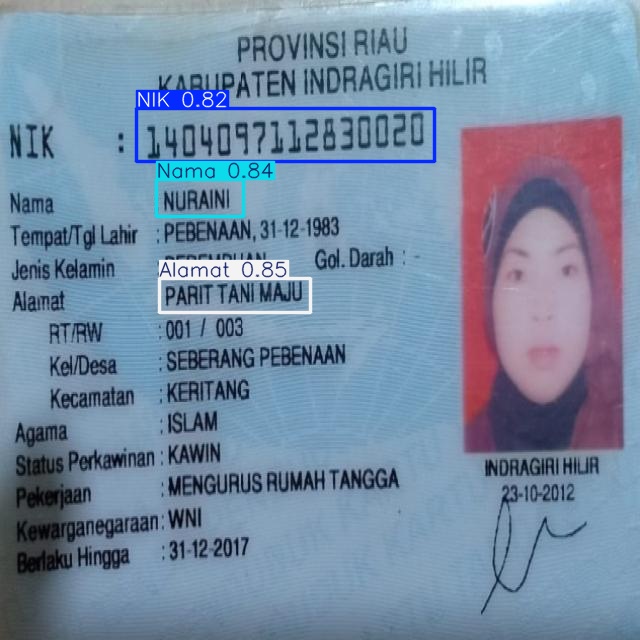 PROVINSI RIAU
KABUPATEN INDRAGIRI HILIR
NIK 0.82
NIK : 1404097112830020
Nama 0.84
Nama NURAINI
Tempat/Tgl Lahir : PEBENAAN, 31-12-1983
Jenis Kelamin PEREMPUAN Gol. Darah : -
Alamat 0.85
Alamat PARIT TANI MAJU
RT/RW : 001 / 003
Kel/Desa : SEBERANG PEBENAAN
Kecamatan : KERITANG
Agama : ISLAM
Status Perkawinan : KAWIN
Pekerjaan : MENGURUS RUMAH TANGGA
Kewarganegaraan : WNI
Berlaku Hingga : 31-12-2017
INDRAGIRI HILIR
23-10-2012